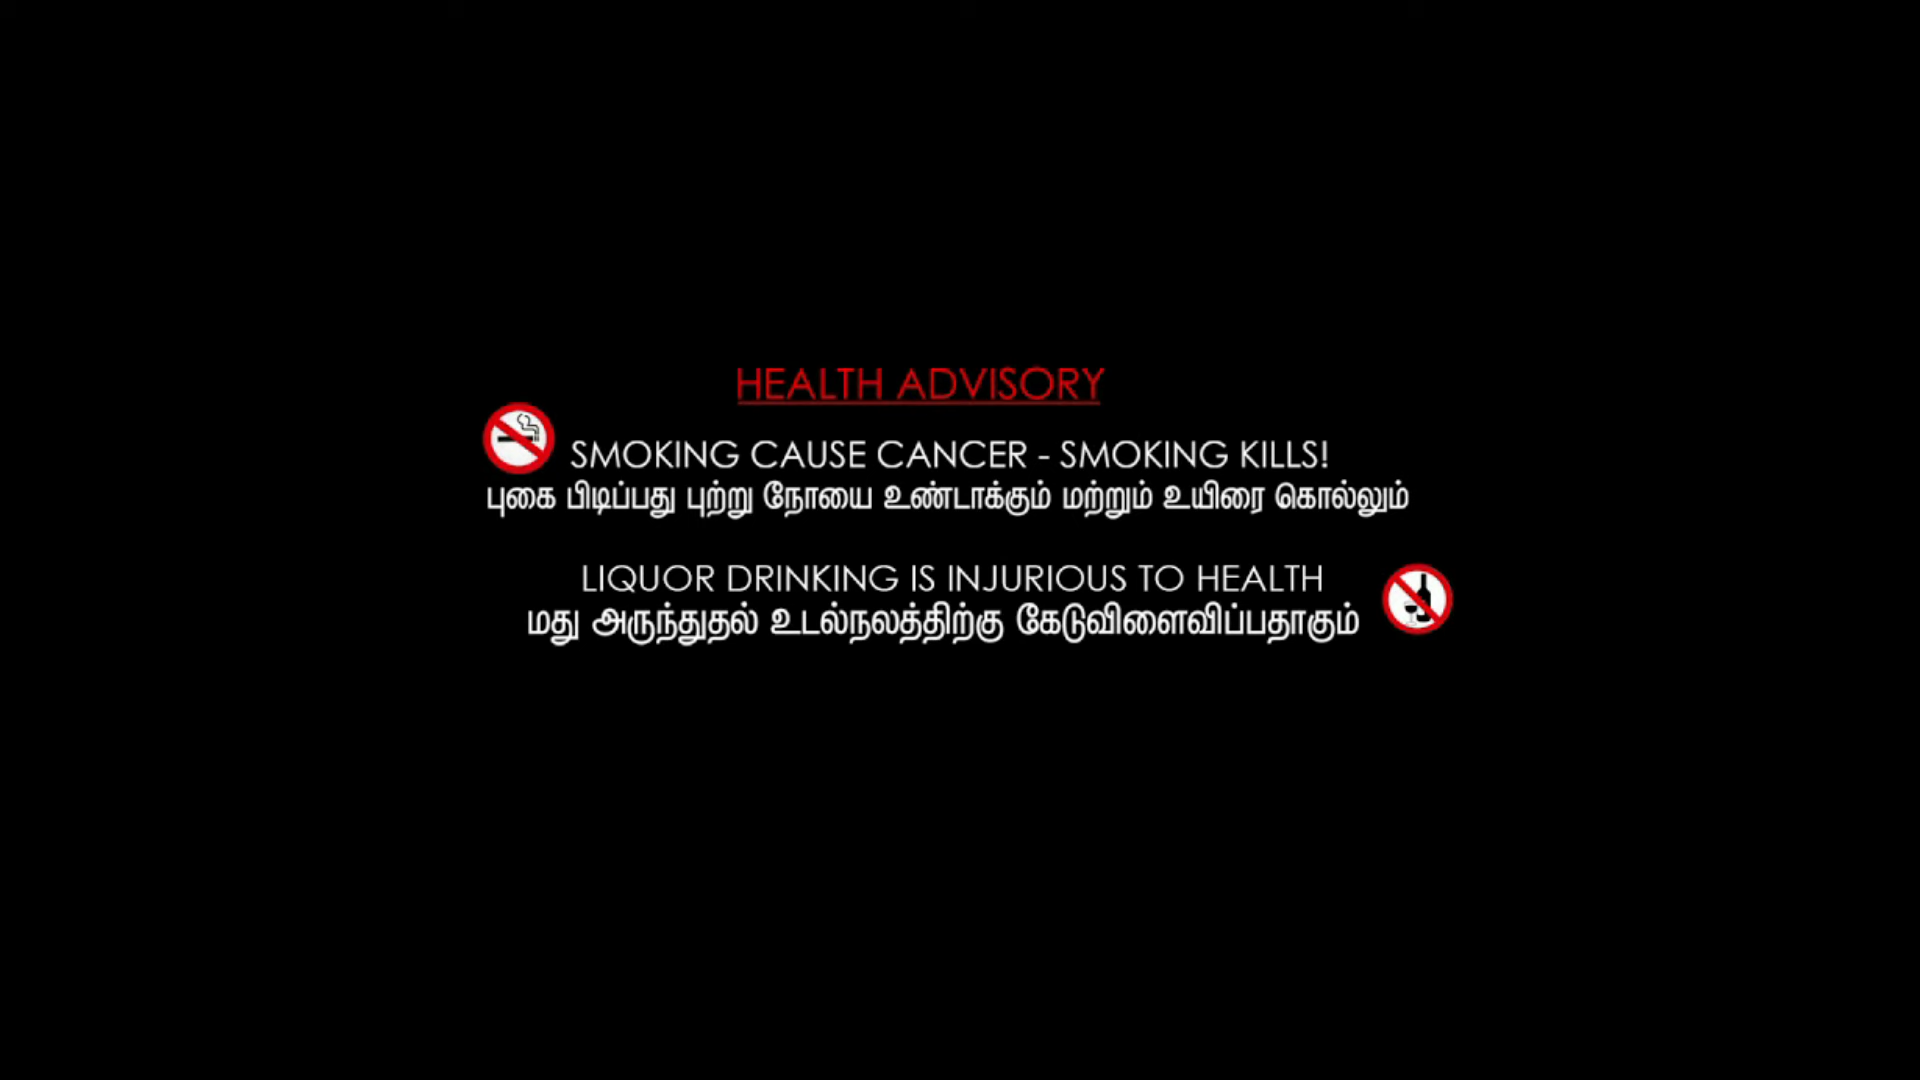 HEALTH ADVISORY
SMOKING CAUSE CANCER - SMOKING KILLS!
புகை பிடிப்பது புற்று நோயை உண்டாக்கும் மற்றும் உயிரை கொல்லும்
LIQUOR DRINKING IS INJURIOUS TO HEALTH
மது அருந்துதல் உடல்நலத்திற்கு கேடுவிளைவிப்பதாகும்